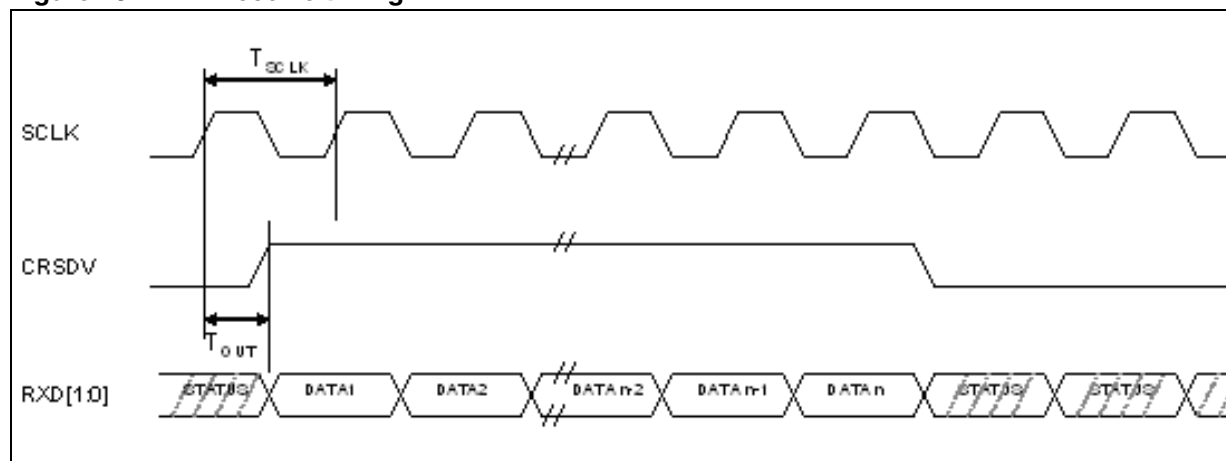 T SCLK
SCLK
CRSDV
T OUT
RXD[1:0] STATUS DATA1 DATA2 DATA n-2 DATA n-1 DATA n STATUS STATUS